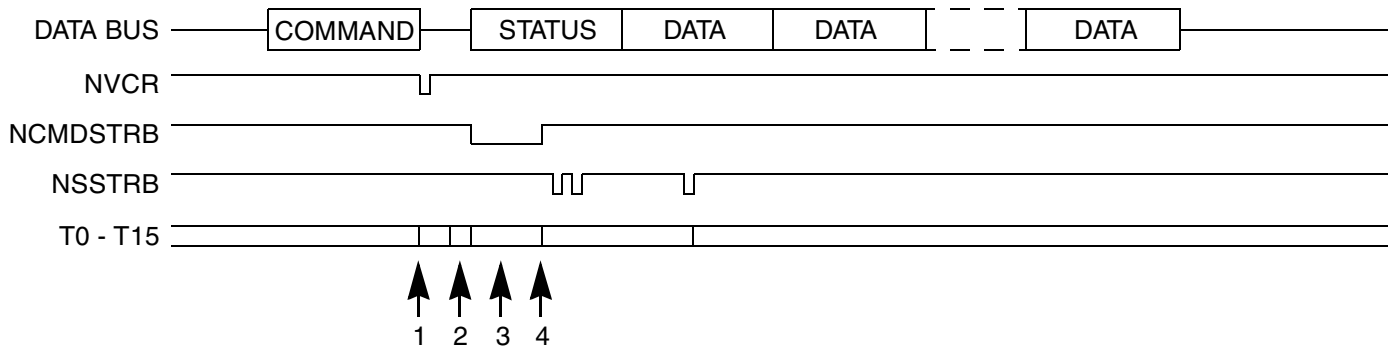 DATA BUS COMMAND STATUS DATA DATA DATA
NVCR
NCMDSTRB
NSSTRB
T0 - T15
1 2 3 4